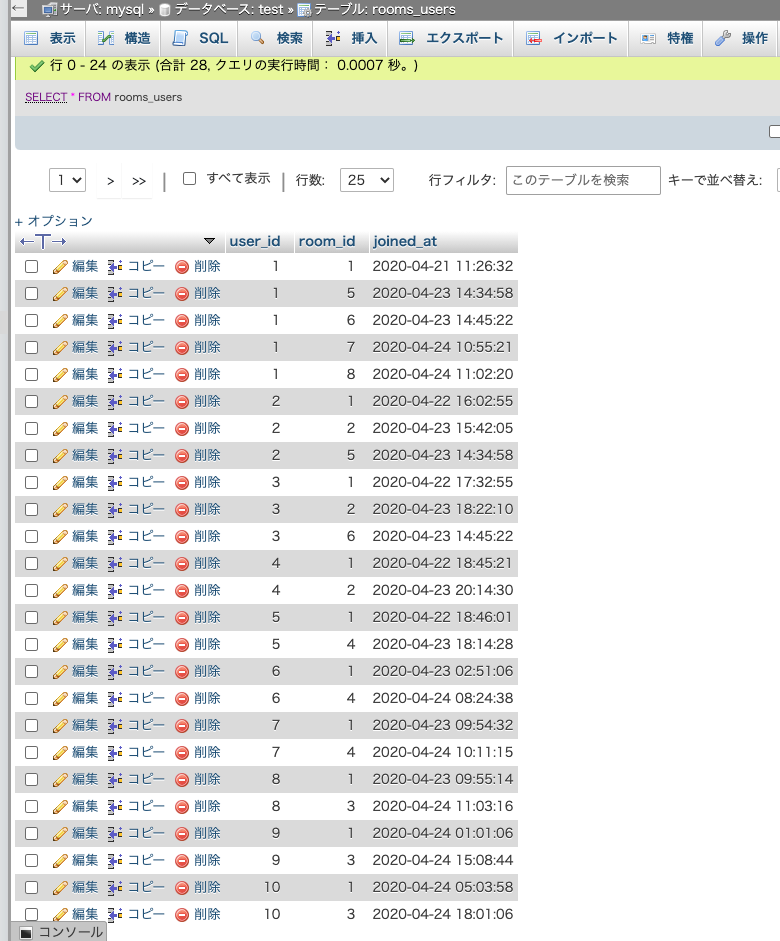 サーバ: mysql » データベース: test » テーブル: rooms_users
表示 構造 SQL 検索 挿入 エクスポート インポート 特権 操作
行 0 - 24 の表示 (合計 28, クエリの実行時間： 0.0007 秒。)
SELECT * FROM rooms_users
1 > >> | すべて表示 | 行数: 25 行フィルタ: このテーブルを検索 キーで並べ替え:
+ オプション
←T→ user_id room_id joined_at
編集 コピー 削除 1 1 2020-04-21 11:26:32
編集 コピー 削除 1 5 2020-04-23 14:34:58
編集 コピー 削除 1 6 2020-04-23 14:45:22
編集 コピー 削除 1 7 2020-04-24 10:55:21
編集 コピー 削除 1 8 2020-04-24 11:02:20
編集 コピー 削除 2 1 2020-04-22 16:02:55
編集 コピー 削除 2 2 2020-04-23 15:42:05
編集 コピー 削除 2 5 2020-04-23 14:34:58
編集 コピー 削除 3 1 2020-04-22 17:32:55
編集 コピー 削除 3 2 2020-04-23 18:22:10
編集 コピー 削除 3 6 2020-04-23 14:45:22
編集 コピー 削除 4 1 2020-04-22 18:45:21
編集 コピー 削除 4 2 2020-04-23 20:14:30
編集 コピー 削除 5 1 2020-04-22 18:46:01
編集 コピー 削除 5 4 2020-04-23 18:14:28
編集 コピー 削除 6 1 2020-04-23 02:51:06
編集 コピー 削除 6 4 2020-04-24 08:24:38
編集 コピー 削除 7 1 2020-04-23 09:54:32
編集 コピー 削除 7 4 2020-04-24 10:11:15
編集 コピー 削除 8 1 2020-04-23 09:55:14
編集 コピー 削除 8 3 2020-04-24 11:03:16
編集 コピー 削除 9 1 2020-04-24 01:01:06
編集 コピー 削除 9 3 2020-04-24 15:08:44
編集 コピー 削除 10 1 2020-04-24 05:03:58
編集 コピー 削除 10 3 2020-04-24 18:01:06
コンソール